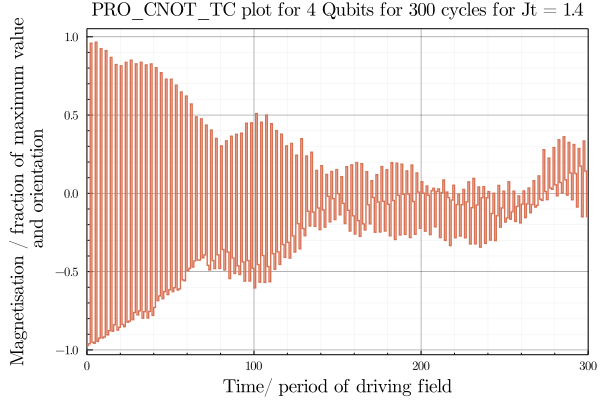 PRO_CNOT_TC plot for 4 Qubits for 300 cycles for Jt = 1.4
Magnetisation / fraction of maximum value
and orientation
1.0
0.5
0.0
−0.5
−1.0
0
100
200
300
Time/ period of driving field